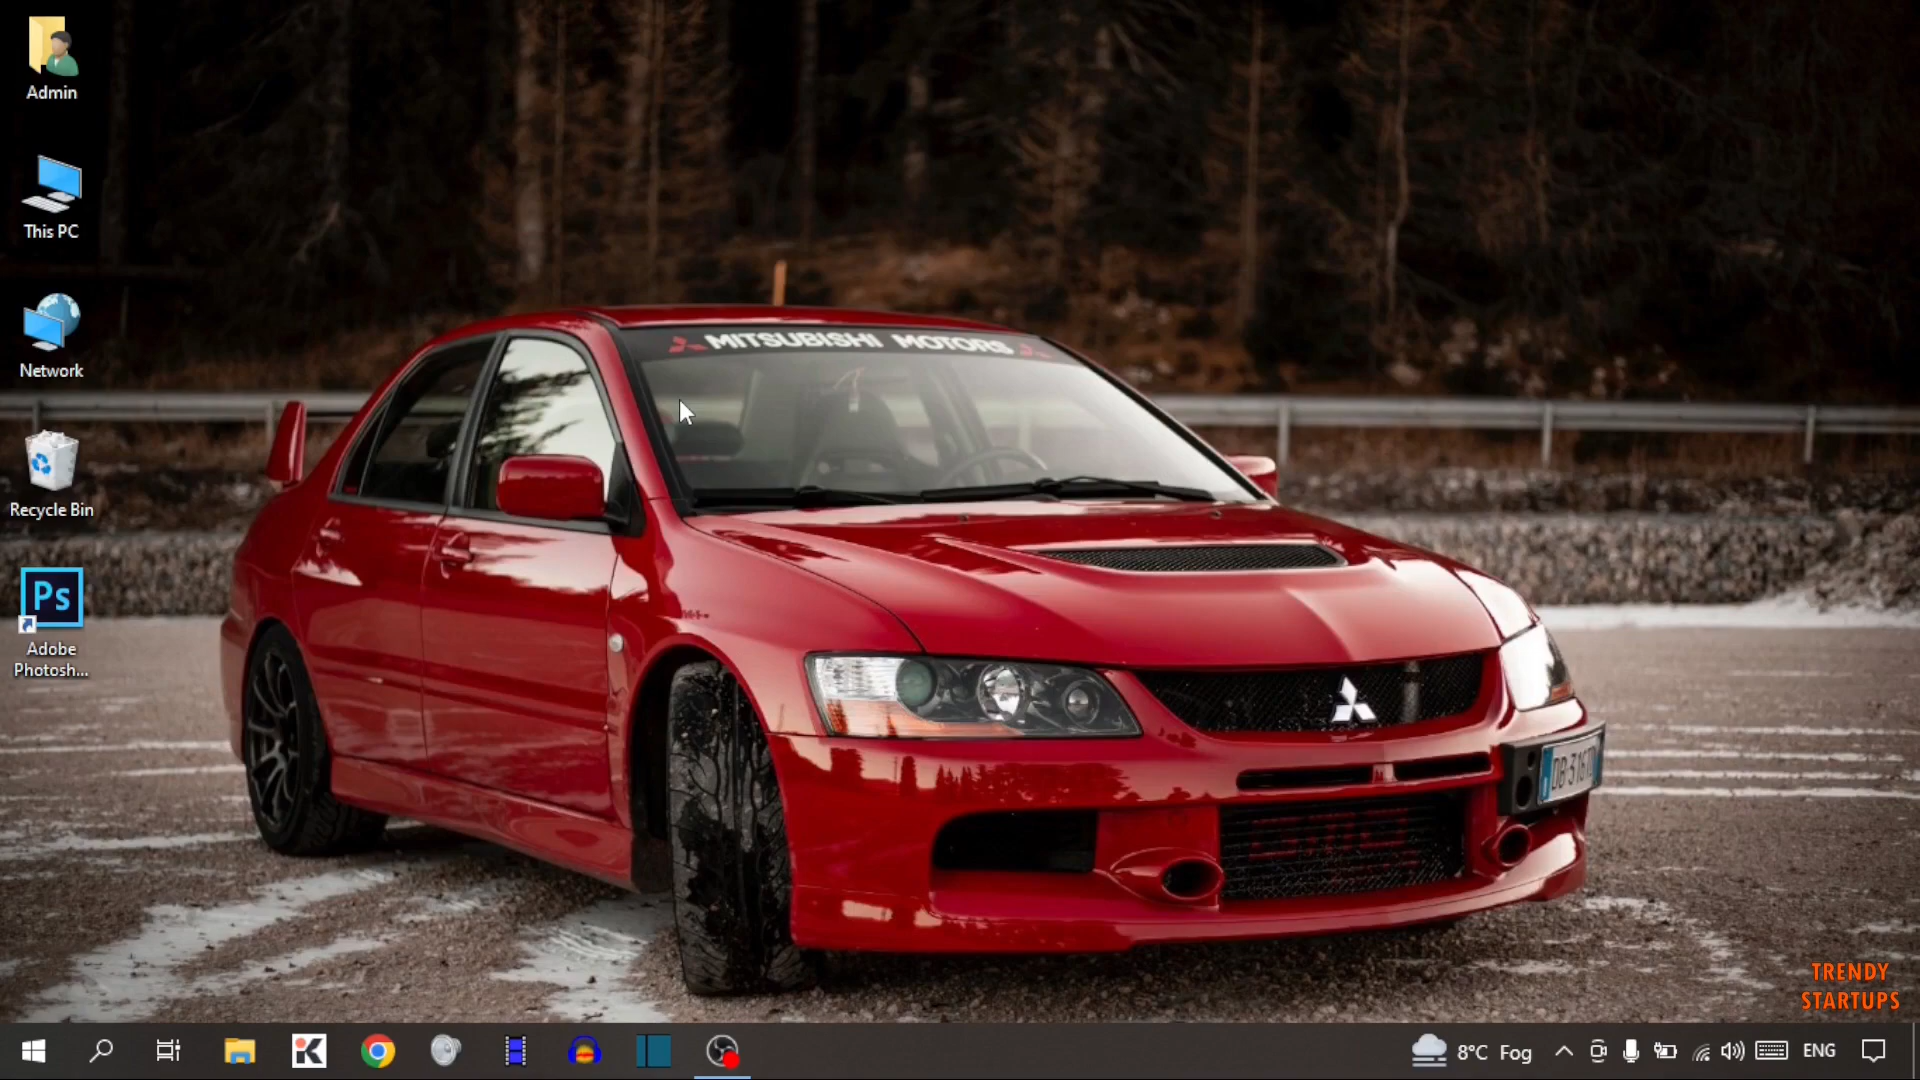 Admin
This PC
Network
Recycle Bin
Ps
Adobe
Photosh...
MITSUBISHI MOTORS
TRENDY
STARTUPS
K
8°C Fog
ENG